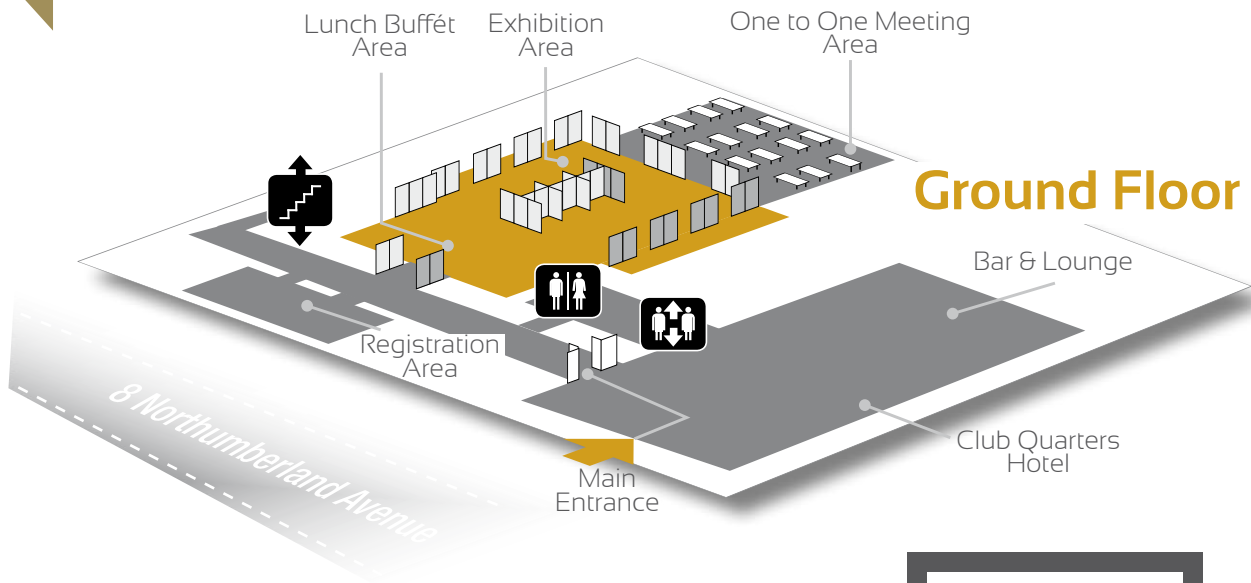 Lunch Buffét
Area
Exhibition
Area
One to One Meeting
Area
Ground Floor
Bar & Lounge
Registration
Area
8 Northumberland Avenue
Club Quarters
Hotel
Main
Entrance